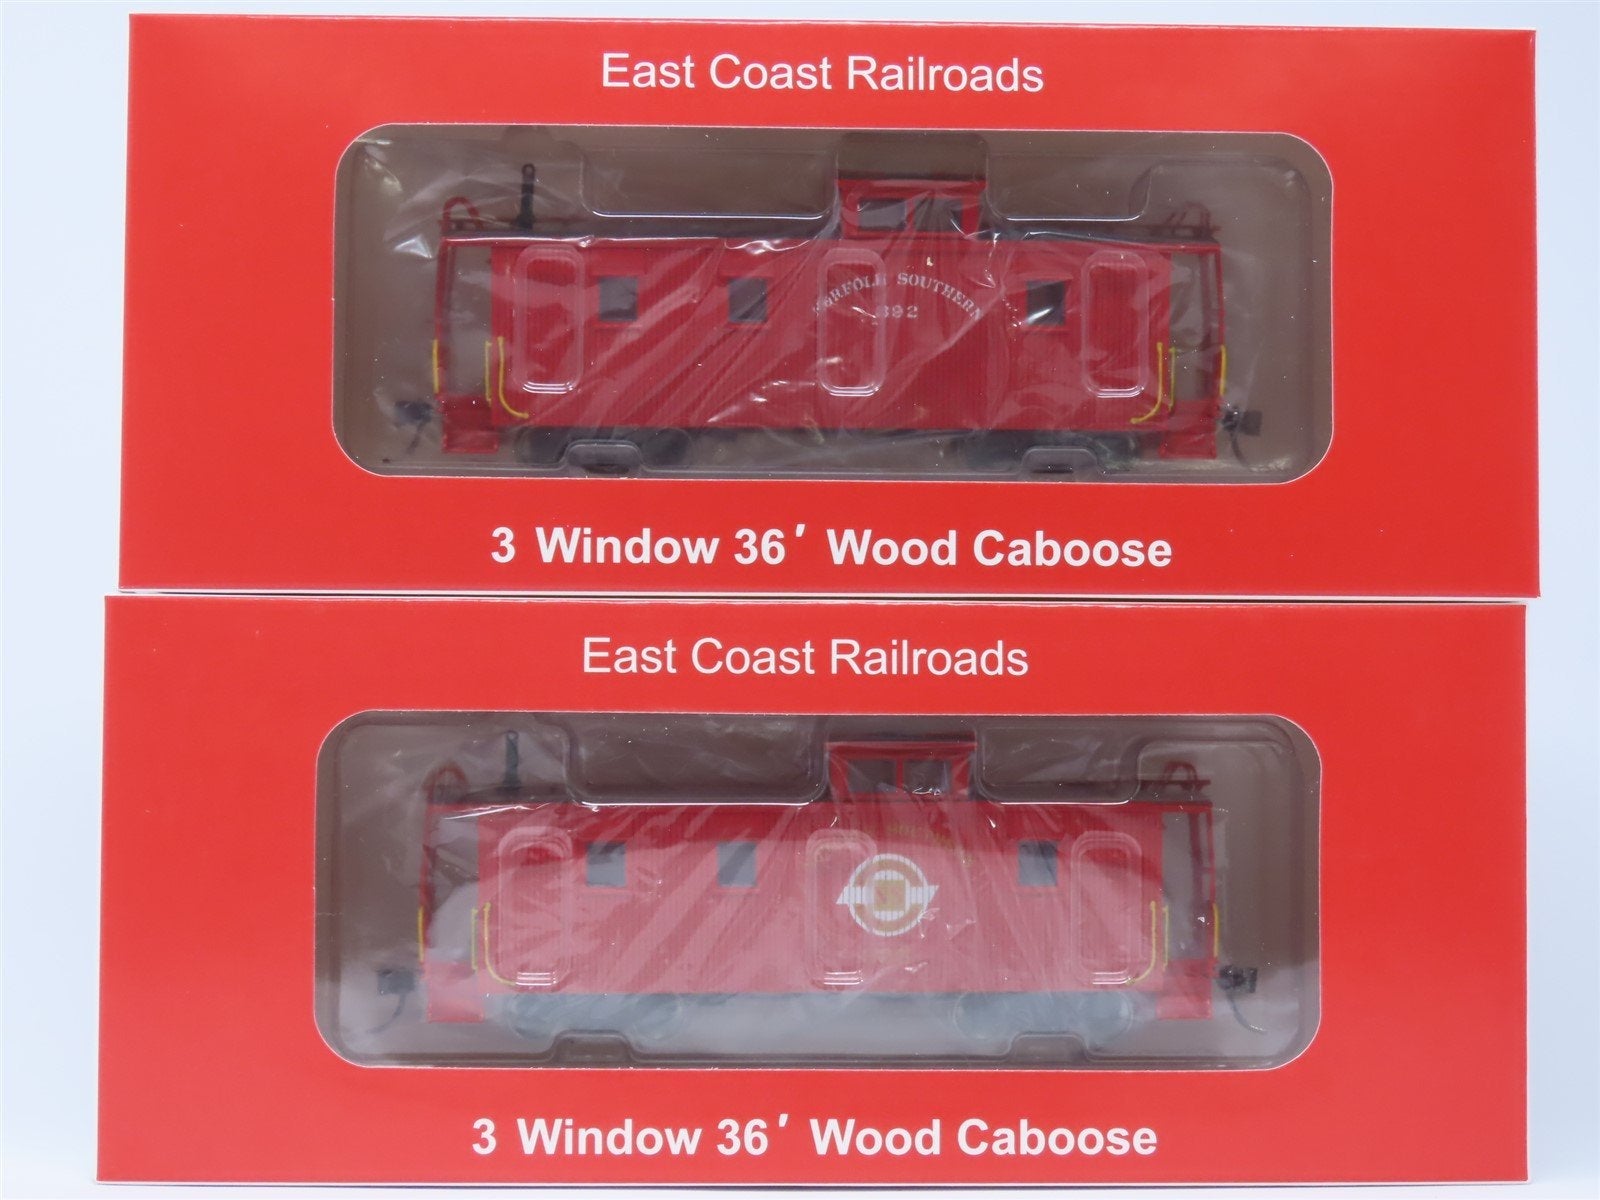 East Coast Railroads
NORFOLK SOUTHERN
392
3 Window 36′ Wood Caboose
East Coast Railroads
3 Window 36′ Wood Caboose